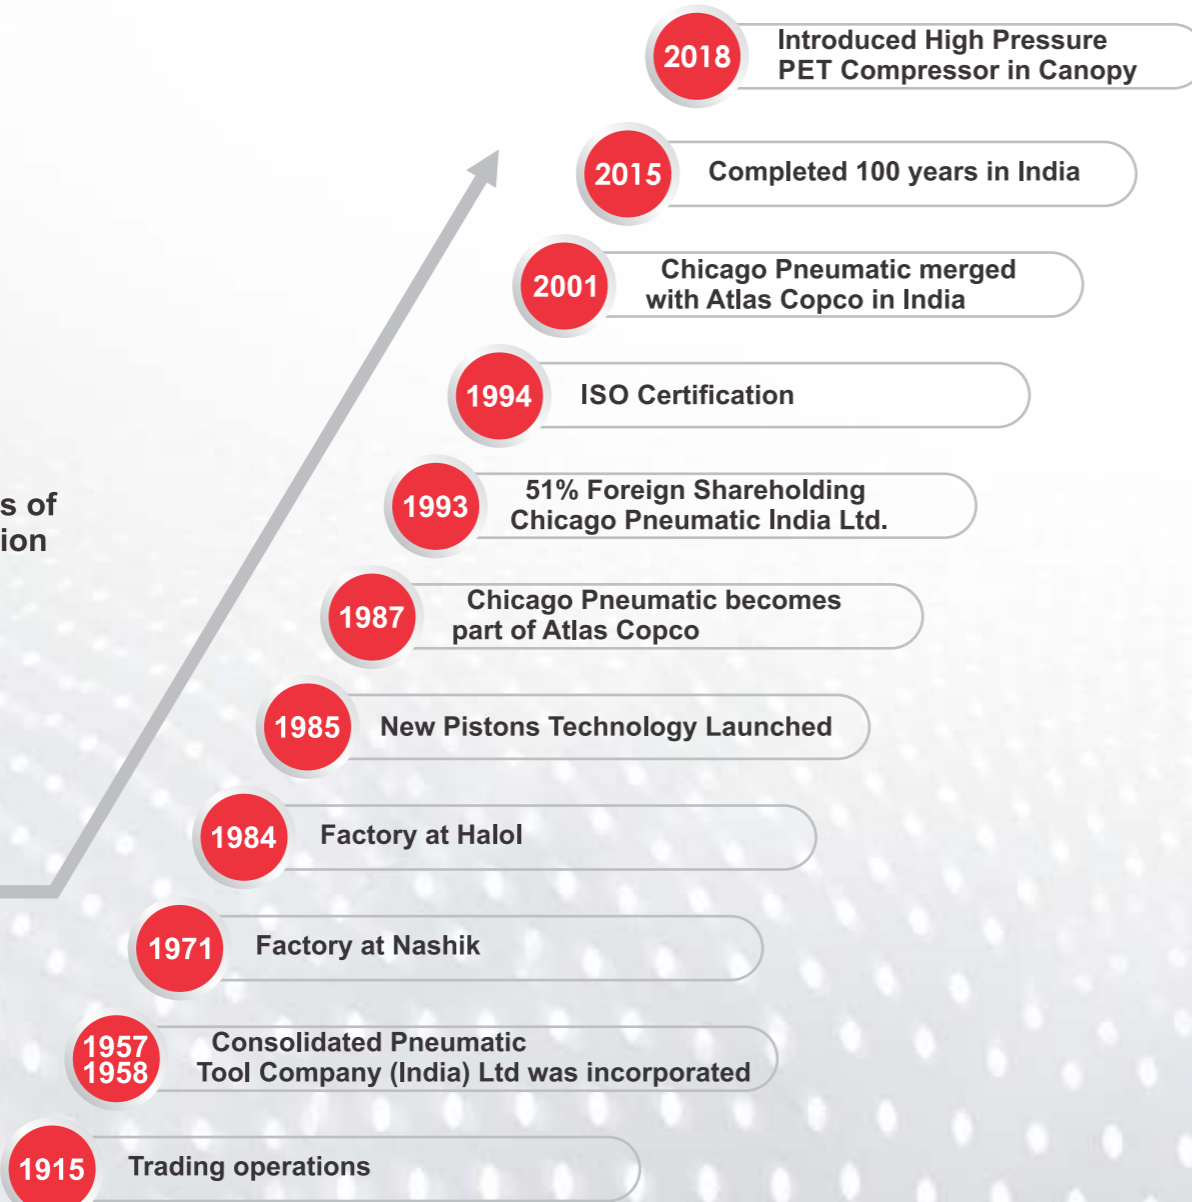 2018
Introduced High Pressure
PET Compressor in Canopy
2015
Completed 100 years in India
2001
Chicago Pneumatic merged
with Atlas Copco in India
1994
ISO Certification
s of
ion
1993
51% Foreign Shareholding
Chicago Pneumatic India Ltd.
1987
Chicago Pneumatic becomes
part of Atlas Copco
1985
New Pistons Technology Launched
1984
Factory at Halol
1971
Factory at Nashik
1957
1958
Consolidated Pneumatic
Tool Company (India) Ltd was incorporated
1915
Trading operations